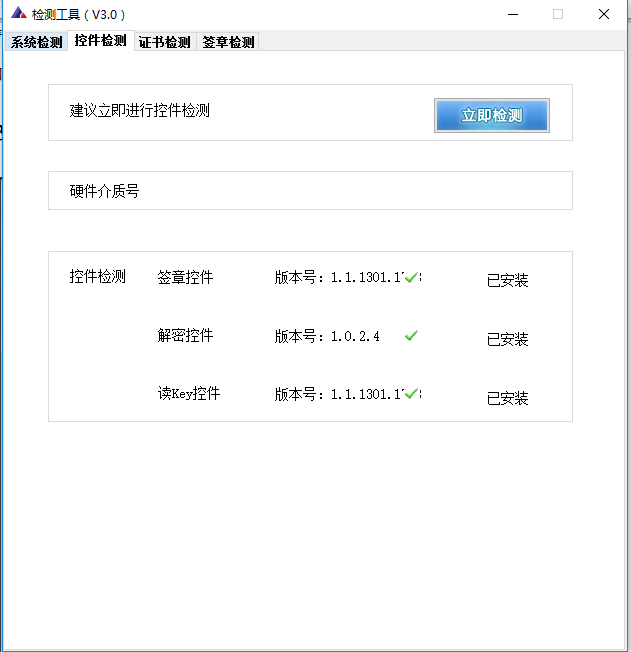 检测工具（V3.0）
系统检测 控件检测 证书检测 签章检测
建议立即进行控件检测 立即检测
硬件介质号
控件检测 签章控件 版本号：1.1.1301.1 已安装
解密控件 版本号：1.0.2.4 已安装
读Key控件 版本号：1.1.1301.1 已安装